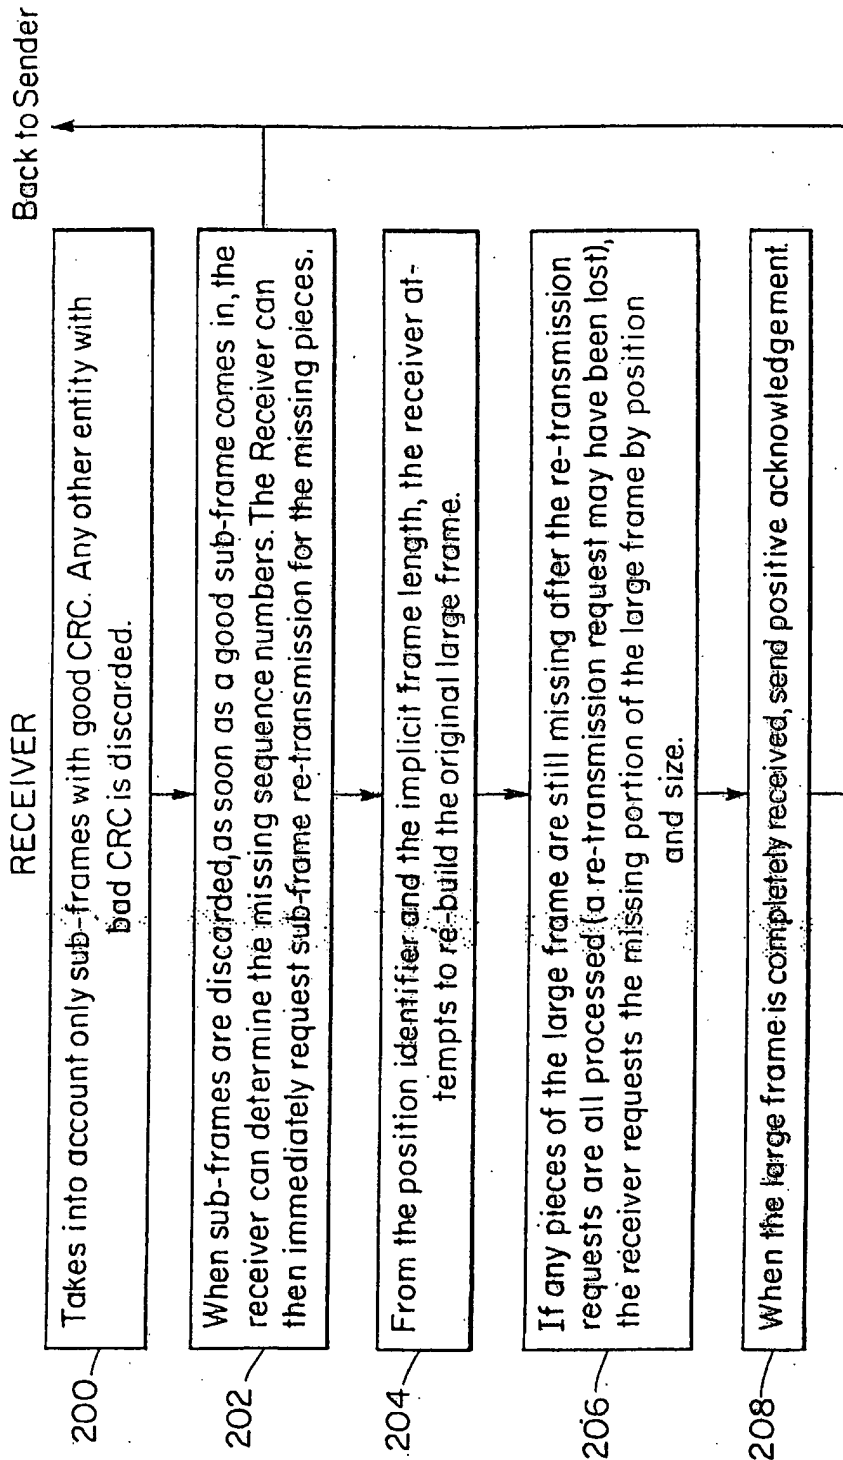 RECEIVER
Back to Sender
200
Takes into account only sub-frames with good CRC. Any other entity with
bad CRC is discarded.
202
When sub-frames are discarded, as soon as a good sub-frame comes in, the
receiver can determine the missing sequence numbers. The Receiver can
then immediately request sub-frame re-transmission for the missing pieces.
204
From the position identifier and the implicit frame length, the receiver at-
tempts to re-build the original large frame.
206
If any pieces of the large frame are still missing after the re-transmission
requests are all processed (a re-transmission request may have been lost),
the receiver requests the missing portion of the large frame by position
and size.
208
When the large frame is completely received, send positive acknowledgement.